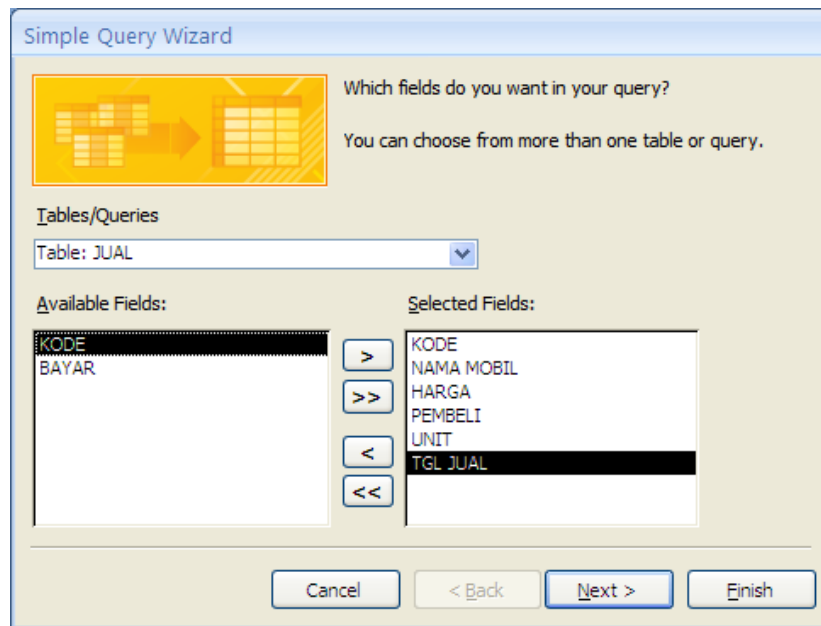 Simple Query Wizard
Which fields do you want in your query?
You can choose from more than one table or query.
Tables/Queries
Table: JUAL
Available Fields:
KODE
BAYAR
>
>>
<
<<
Selected Fields:
KODE
NAMA MOBIL
HARGA
PEMBELI
UNIT
TGL JUAL
Cancel
< Back
Next >
Finish